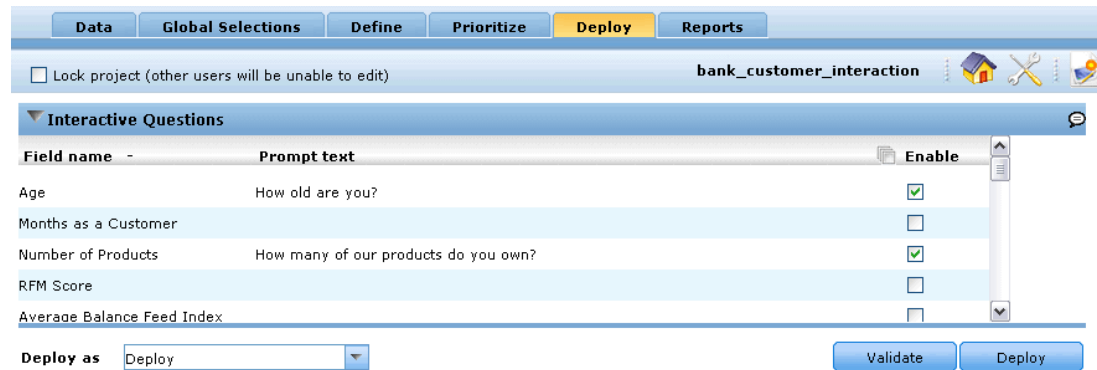 Data Global Selections Define Prioritize Deploy Reports
Lock project (other users will be unable to edit) bank_customer_interaction
Interactive Questions
Field name - Prompt text Enable
Age How old are you?
Months as a Customer
Number of Products How many of our products do you own?
RFM Score
Average Balance Feed Index
Deploy as Deploy Validate Deploy